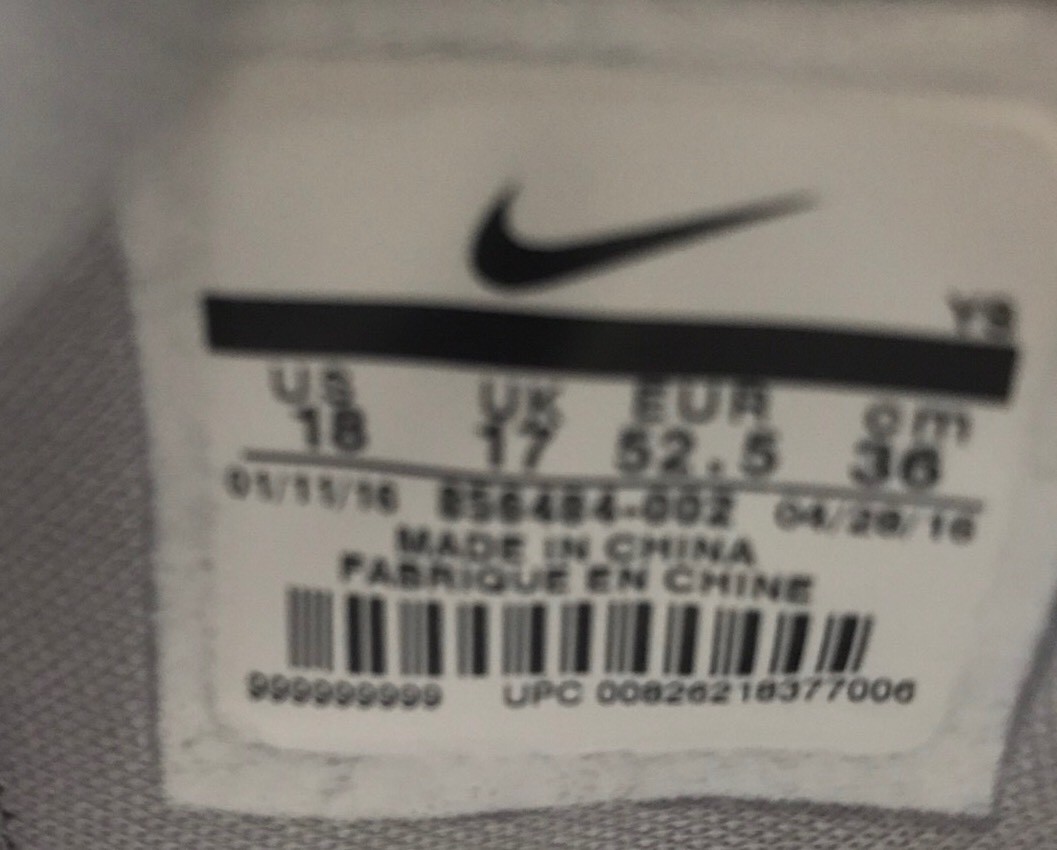 YS
US UK EUR cm
18 17 52.5 36
01/11/16 856484-002 04/28/16
MADE IN CHINA
FABRIQUE EN CHINE
999999999 UPC 00826218377006